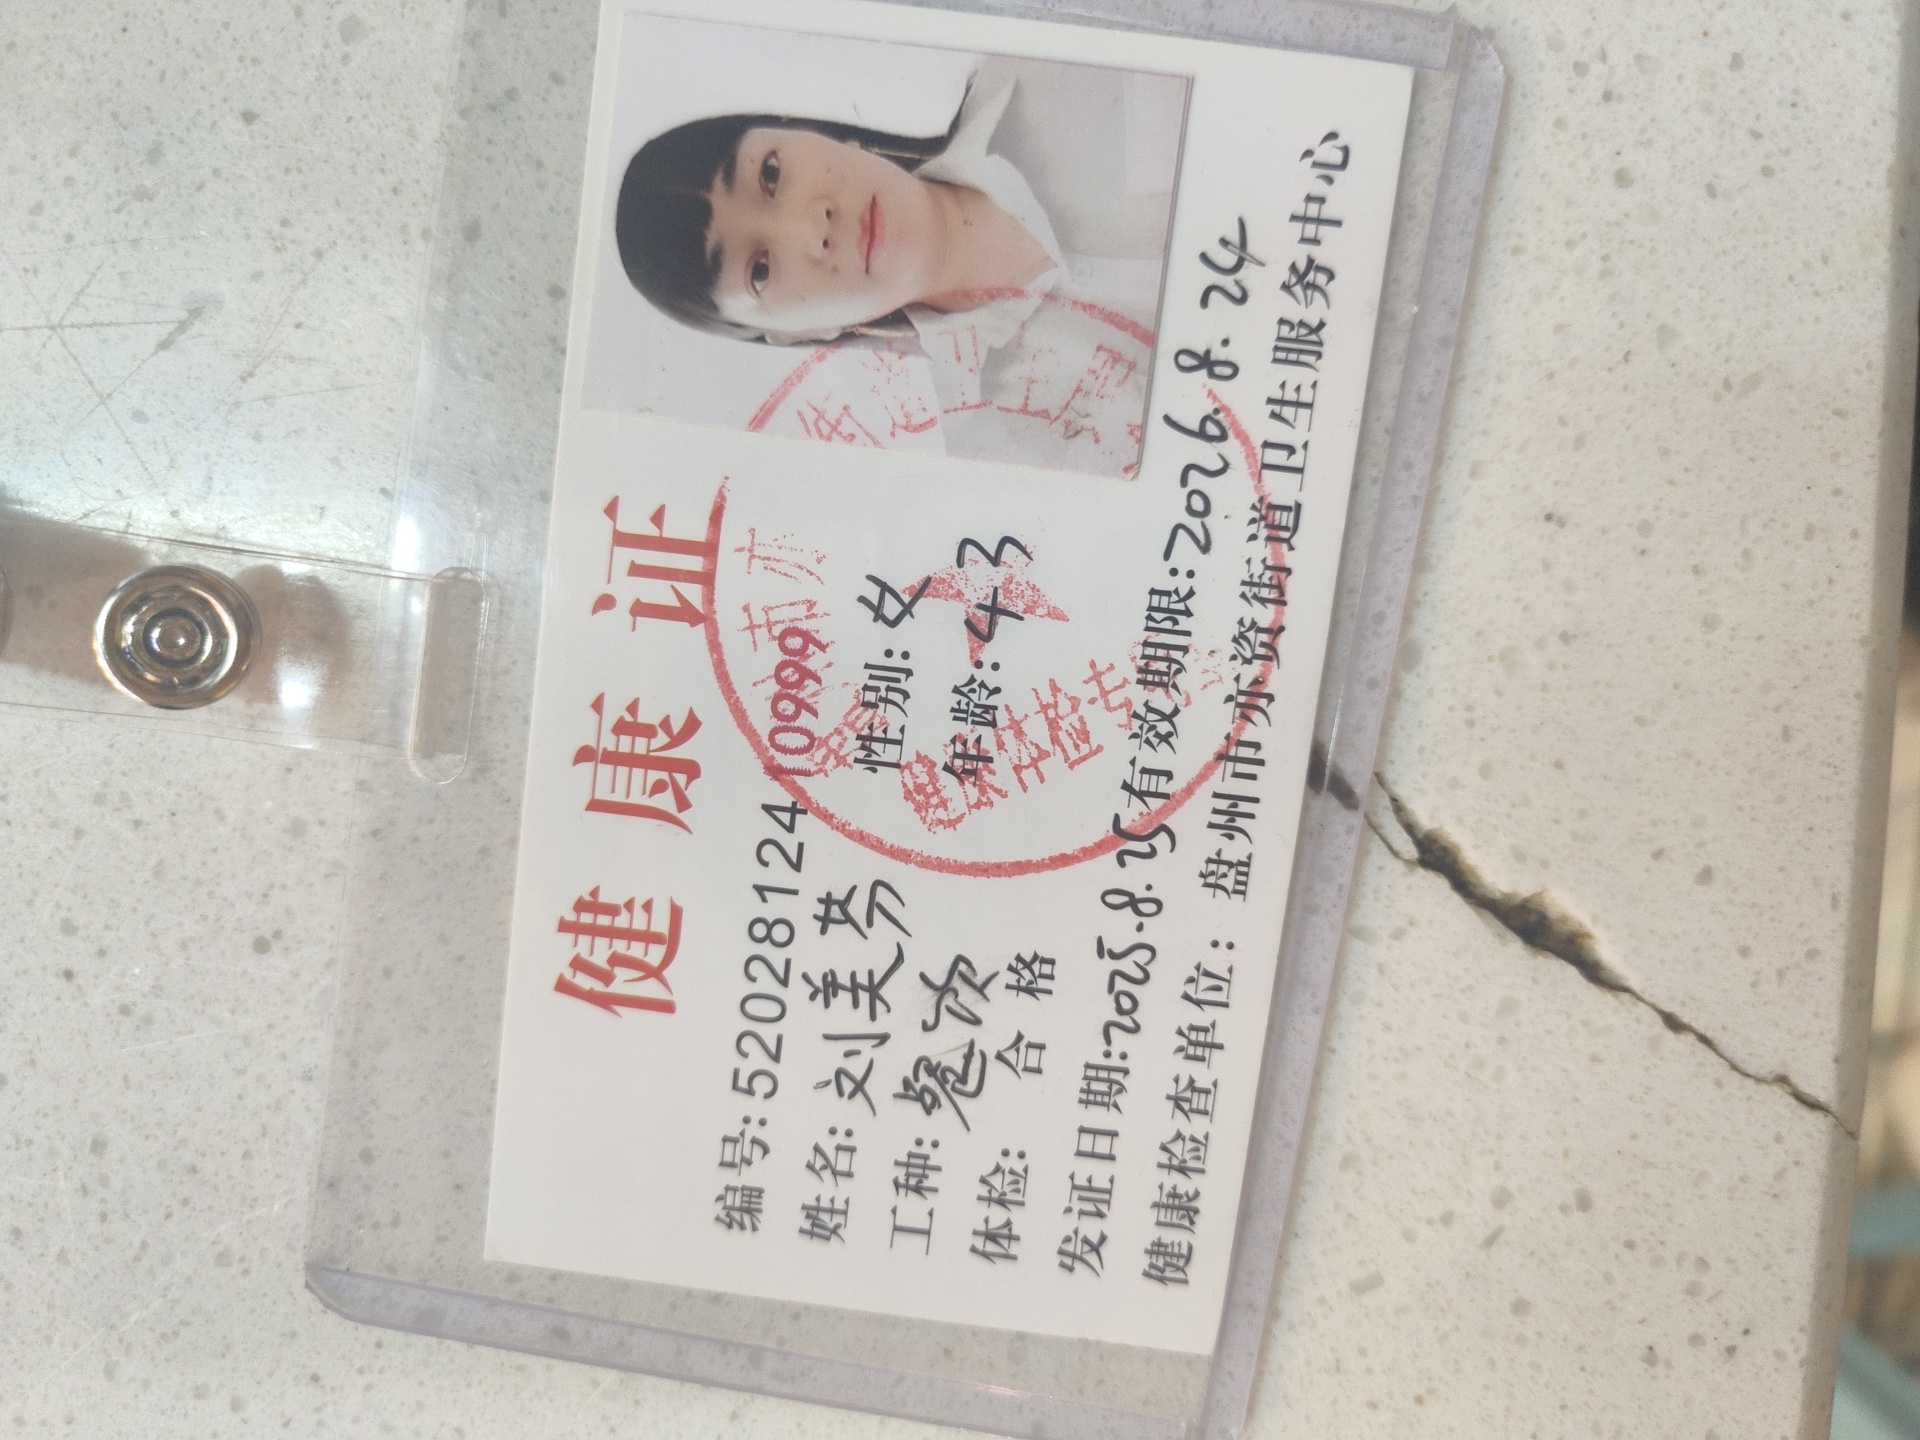 健康证
编号:52028124 10999
姓名:刘美芬 性别:女
工种:餐饮 年龄:43
体检: 合格
发证日期:2025.8.25有效期限:2026.8.24
健康检查单位:盘州市亦资街道卫生服务中心